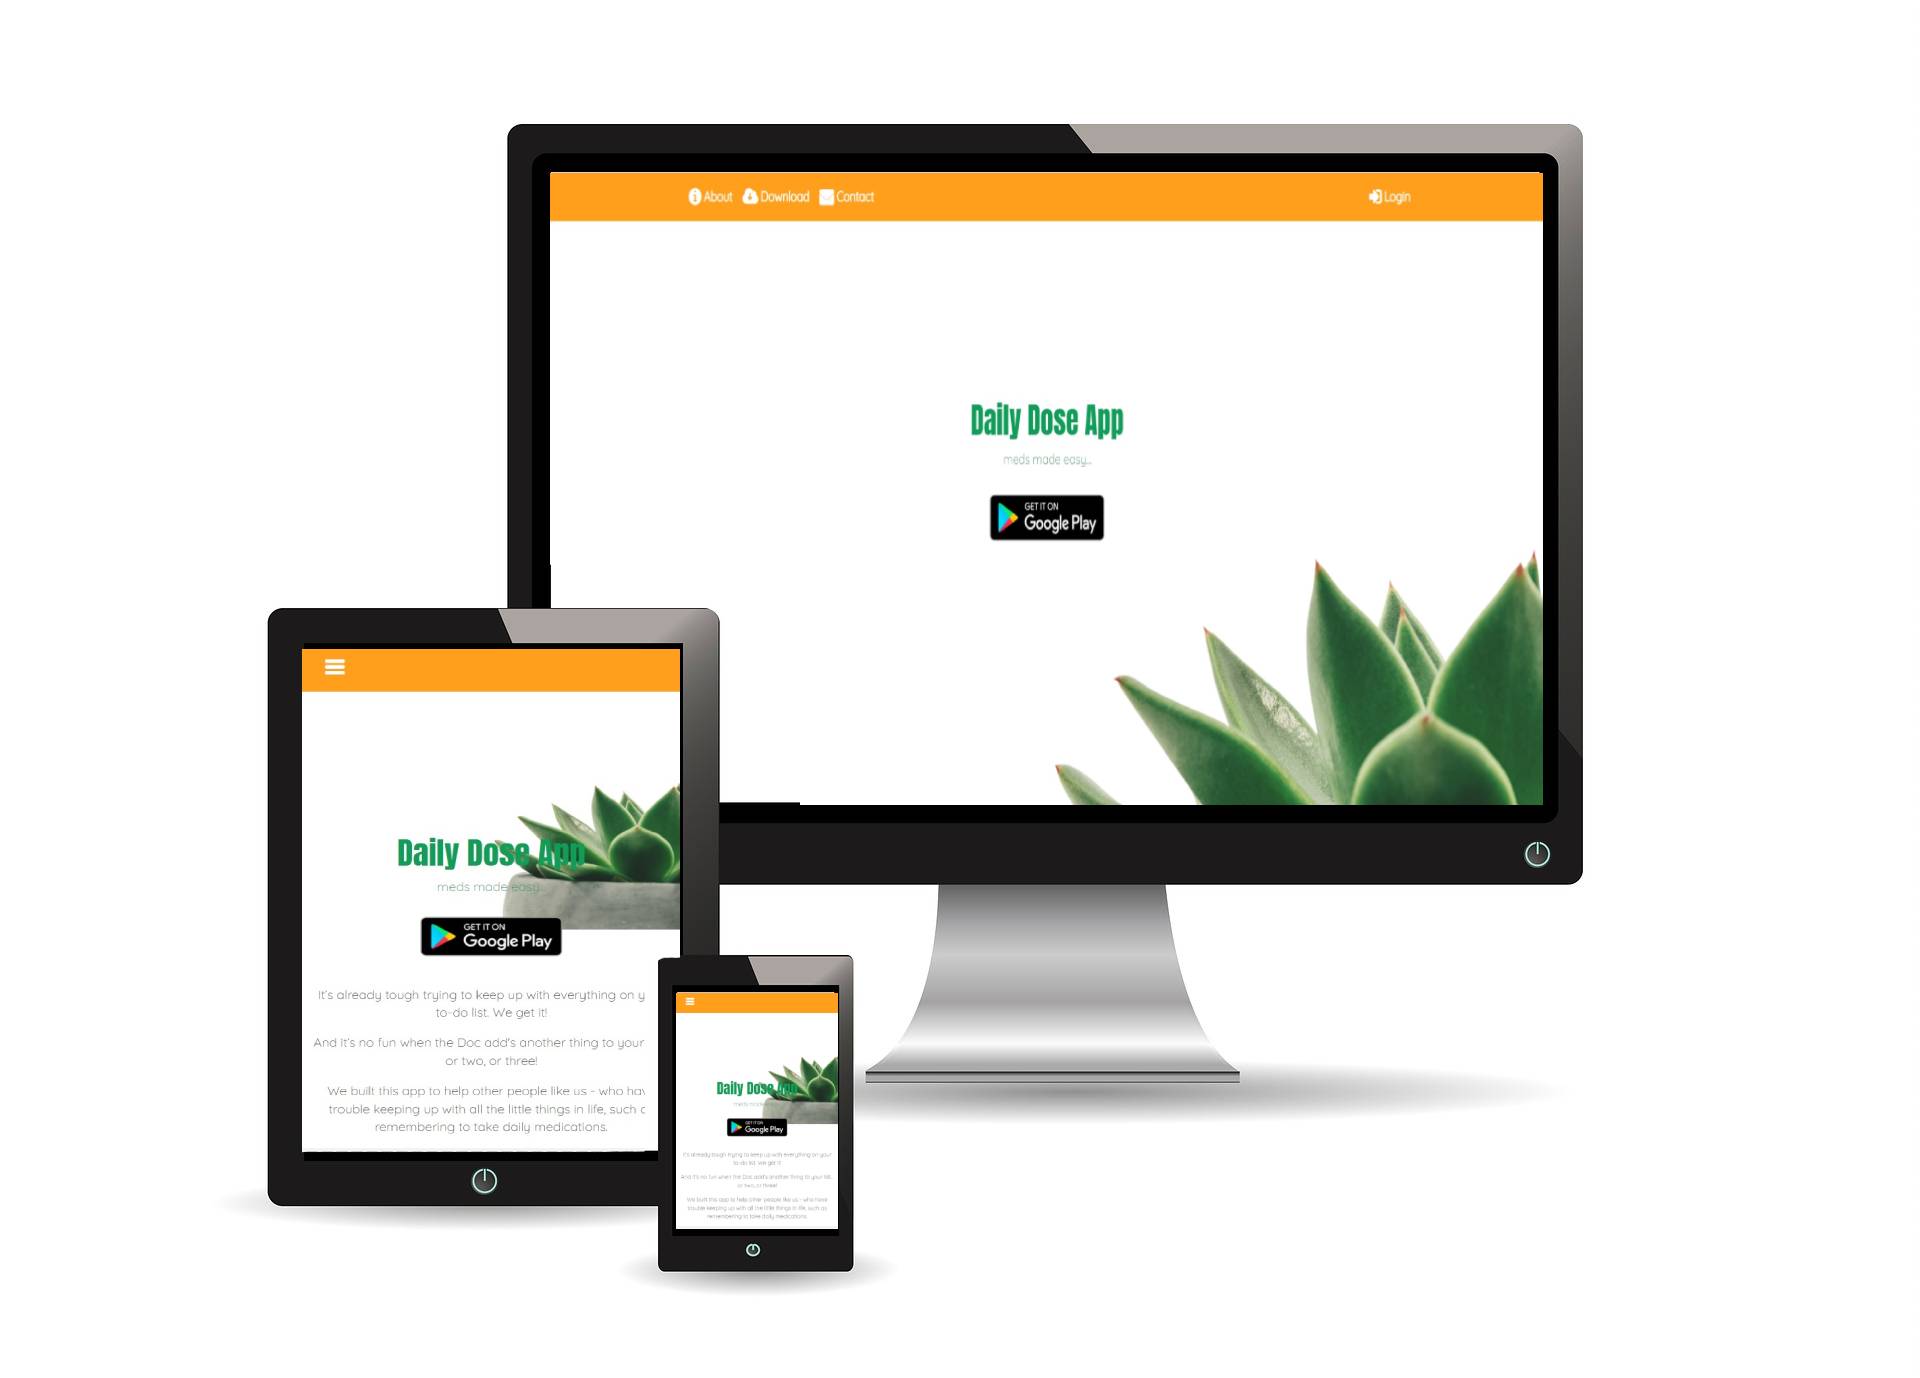 About Download Contact Login
Daily Dose App
meds made easy...
GET IT ON
Google Play
Daily Dose App
meds made easy...
GET IT ON
Google Play
It's already tough trying to keep up with everything on y
to-do list. We get it!
And it's no fun when the Doc add's another thing to your
or two, or three!
We built this app to help other people like us - who hav
trouble keeping up with all the little things in life, such
remembering to take daily medications.
Daily Dose App
meds made
GET IT ON
Google Play
It's already tough trying to keep up with everything on your
to-do list. We get it!
And it's no fun when the Doc add's another thing to your list,
or two, or three!
We built this app to help other people like us - who have
trouble keeping up with all the little things in life, such as
remembering to take daily medications.